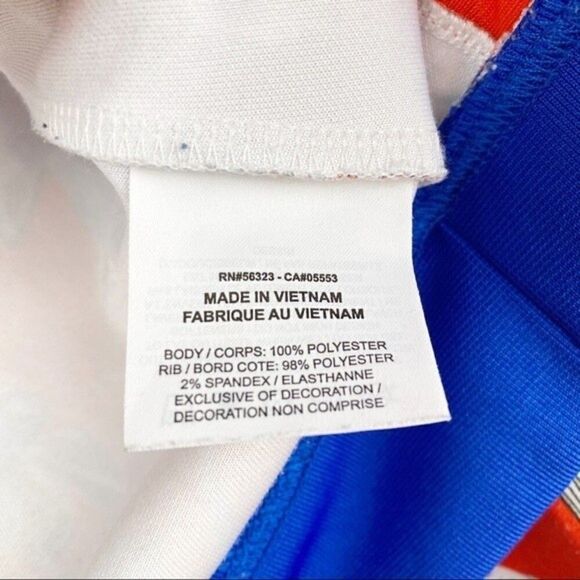 RN#56323 - CA#05553
MADE IN VIETNAM
FABRIQUE AU VIETNAM
BODY / CORPS: 100% POLYESTER
RIB / BORD COTE: 98% POLYESTER
2% SPANDEX / ELASTHANNE
EXCLUSIVE OF DECORATION /
DECORATION NON COMPRISE